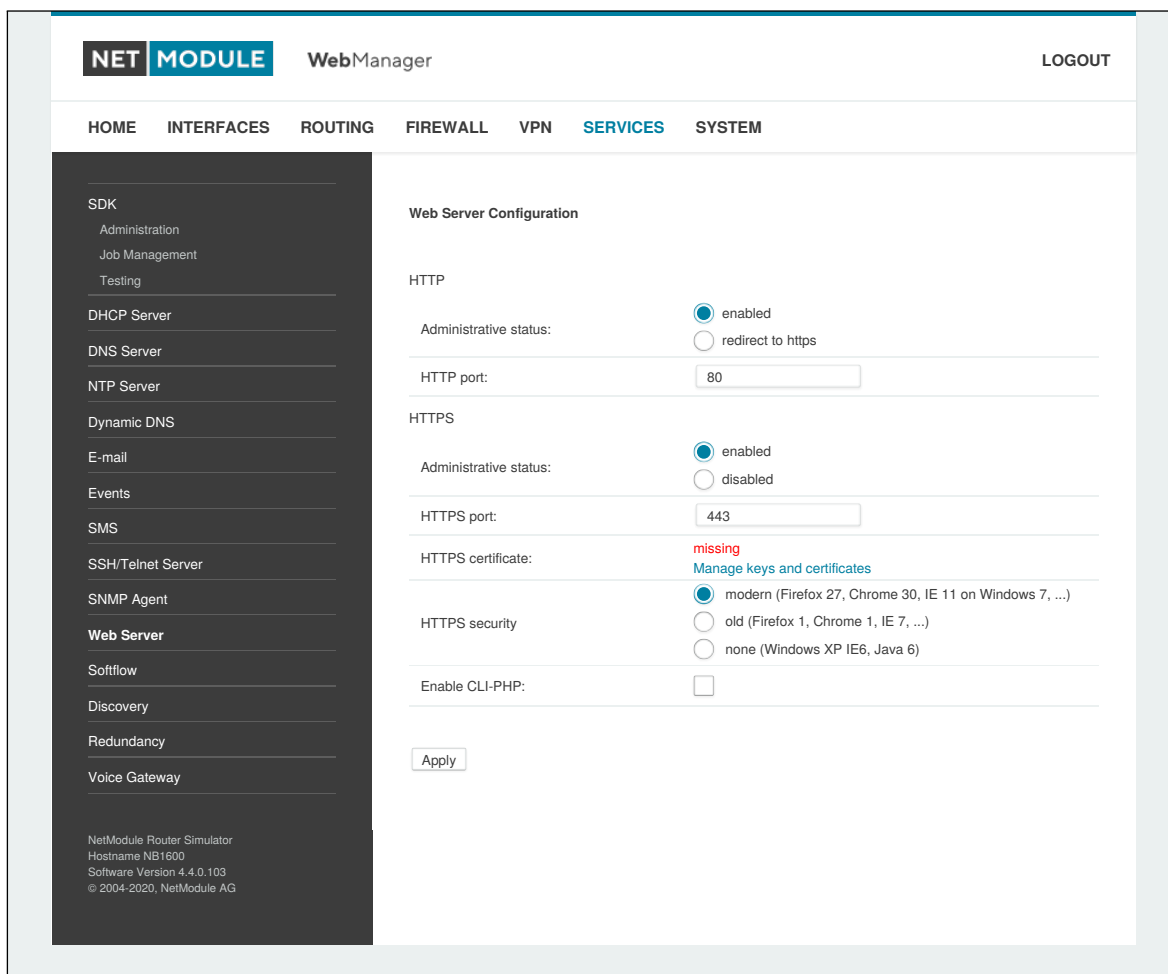 NET MODULE WebManager LOGOUT
HOME INTERFACES ROUTING FIREWALL VPN SERVICES SYSTEM
SDK
Administration
Job Management
Testing
DHCP Server
DNS Server
NTP Server
Dynamic DNS
E-mail
Events
SMS
SSH/Telnet Server
SNMP Agent
Web Server
Softflow
Discovery
Redundancy
Voice Gateway
NetModule Router Simulator
Hostname NB1600
Software Version 4.4.0.103
© 2004-2020, NetModule AG
Web Server Configuration
HTTP
Administrative status:
enabled
redirect to https
HTTP port: 80
HTTPS
Administrative status:
enabled
disabled
HTTPS port: 443
HTTPS certificate:
missing
Manage keys and certificates
HTTPS security
modern (Firefox 27, Chrome 30, IE 11 on Windows 7, ...)
old (Firefox 1, Chrome 1, IE 7, ...)
none (Windows XP IE6, Java 6)
Enable CLI-PHP:
Apply